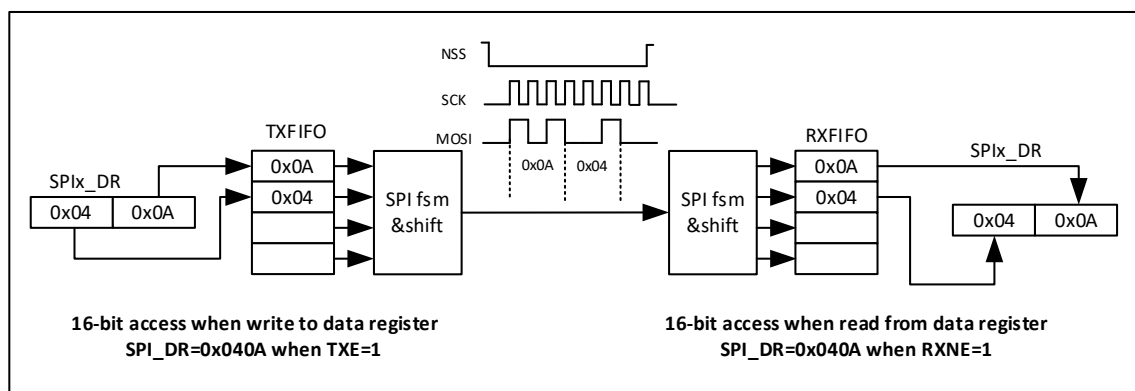 NSS
SCK
MOSI
0x0A 0x04
TXFIFO
0x0A
0x04
SPIx_DR
0x04 0x0A
SPI fsm
&shift
SPI fsm
&shift
RXFIFO
0x0A
0x04
SPIx_DR
0x04 0x0A
16-bit access when write to data register
SPI_DR=0x040A when TXE=1
16-bit access when read from data register
SPI_DR=0x040A when RXNE=1